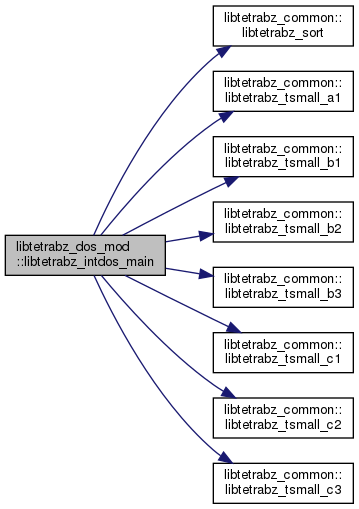 libtetrabz_dos_mod
::libtetrabz_intdos_main
libtetrabz_common::
libtetrabz_sort
libtetrabz_common::
libtetrabz_tsmall_a1
libtetrabz_common::
libtetrabz_tsmall_b1
libtetrabz_common::
libtetrabz_tsmall_b2
libtetrabz_common::
libtetrabz_tsmall_b3
libtetrabz_common::
libtetrabz_tsmall_c1
libtetrabz_common::
libtetrabz_tsmall_c2
libtetrabz_common::
libtetrabz_tsmall_c3